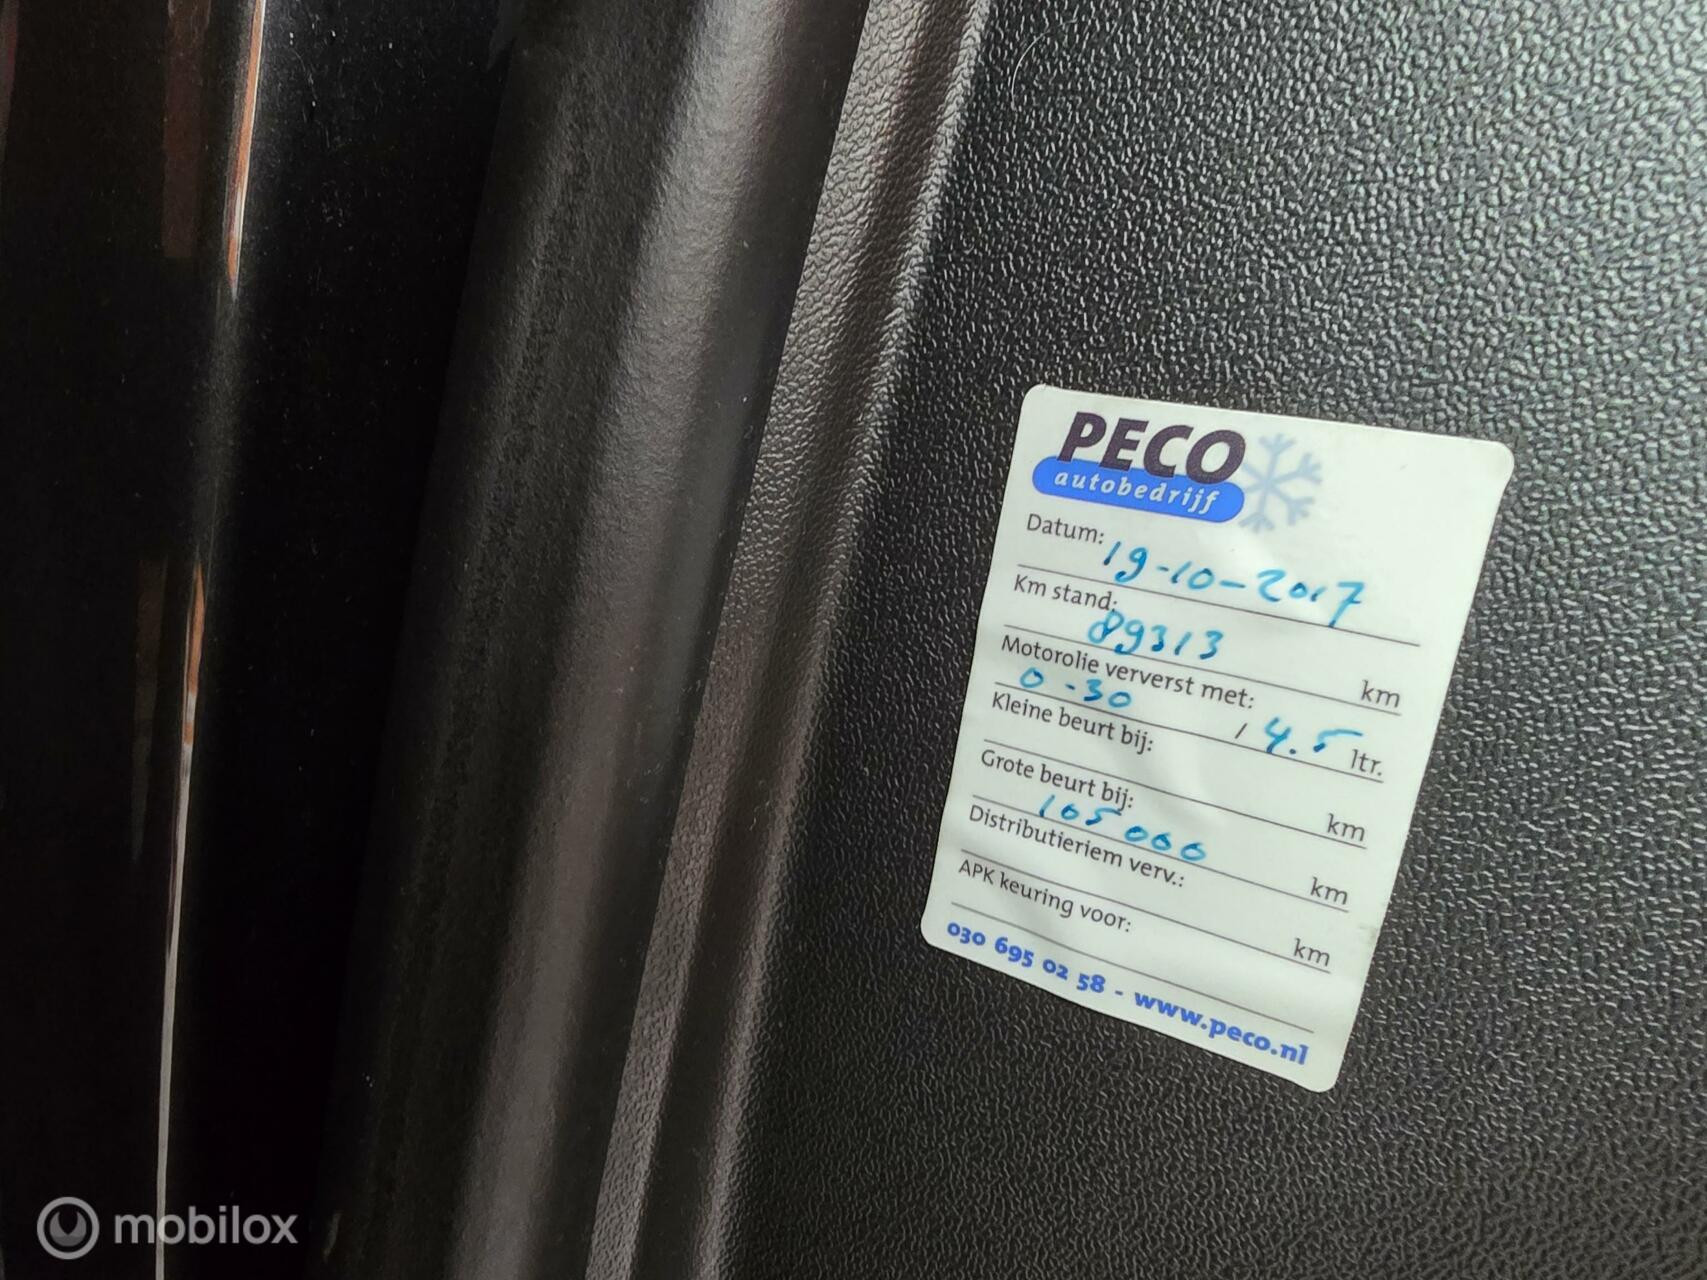 PECO
autobedrijf
Datum: 19-10-2017
Km stand: 89313 km
Motorolie ververst met:
0-30 / 4.5 ltr.
Kleine beurt bij: km
Grote beurt bij: 105000 km
Distributieriem verv.: km
APK keuring voor:
030 695 02 58 - www.peco.nl
mobilox